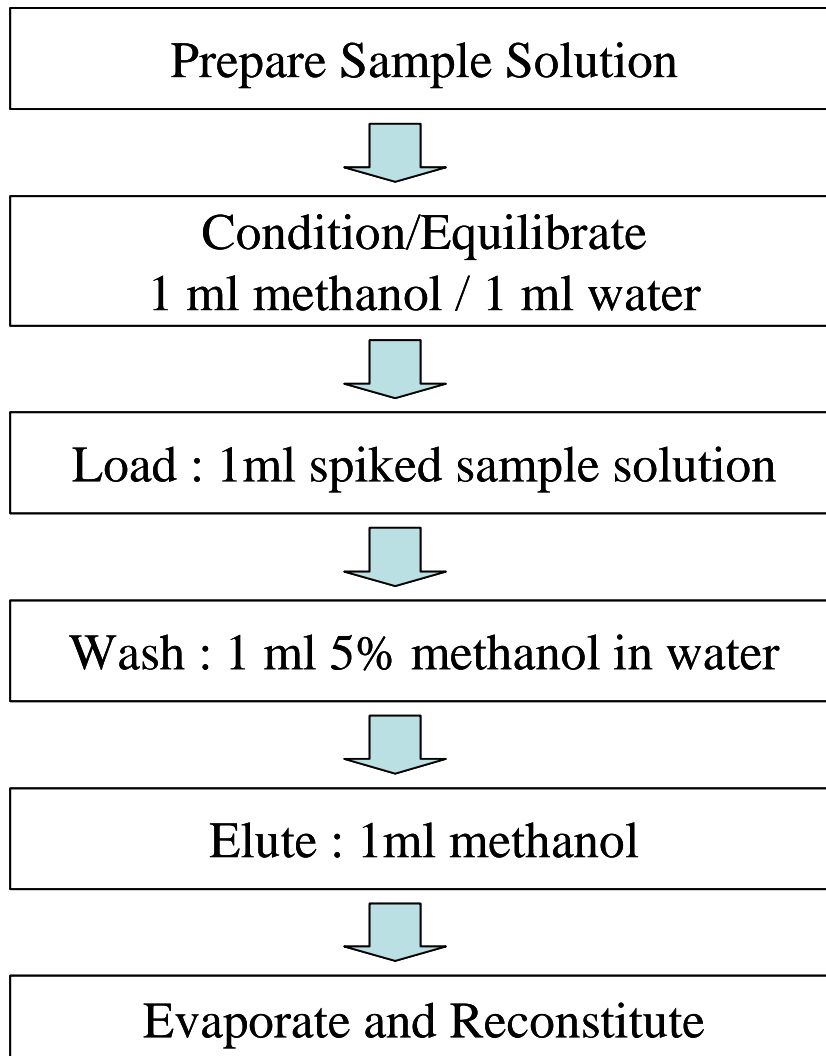 Prepare Sample Solution
Condition/Equilibrate
1 ml methanol / 1 ml water
Load : 1ml spiked sample solution
Wash : 1 ml 5% methanol in water
Elute : 1ml methanol
Evaporate and Reconstitute